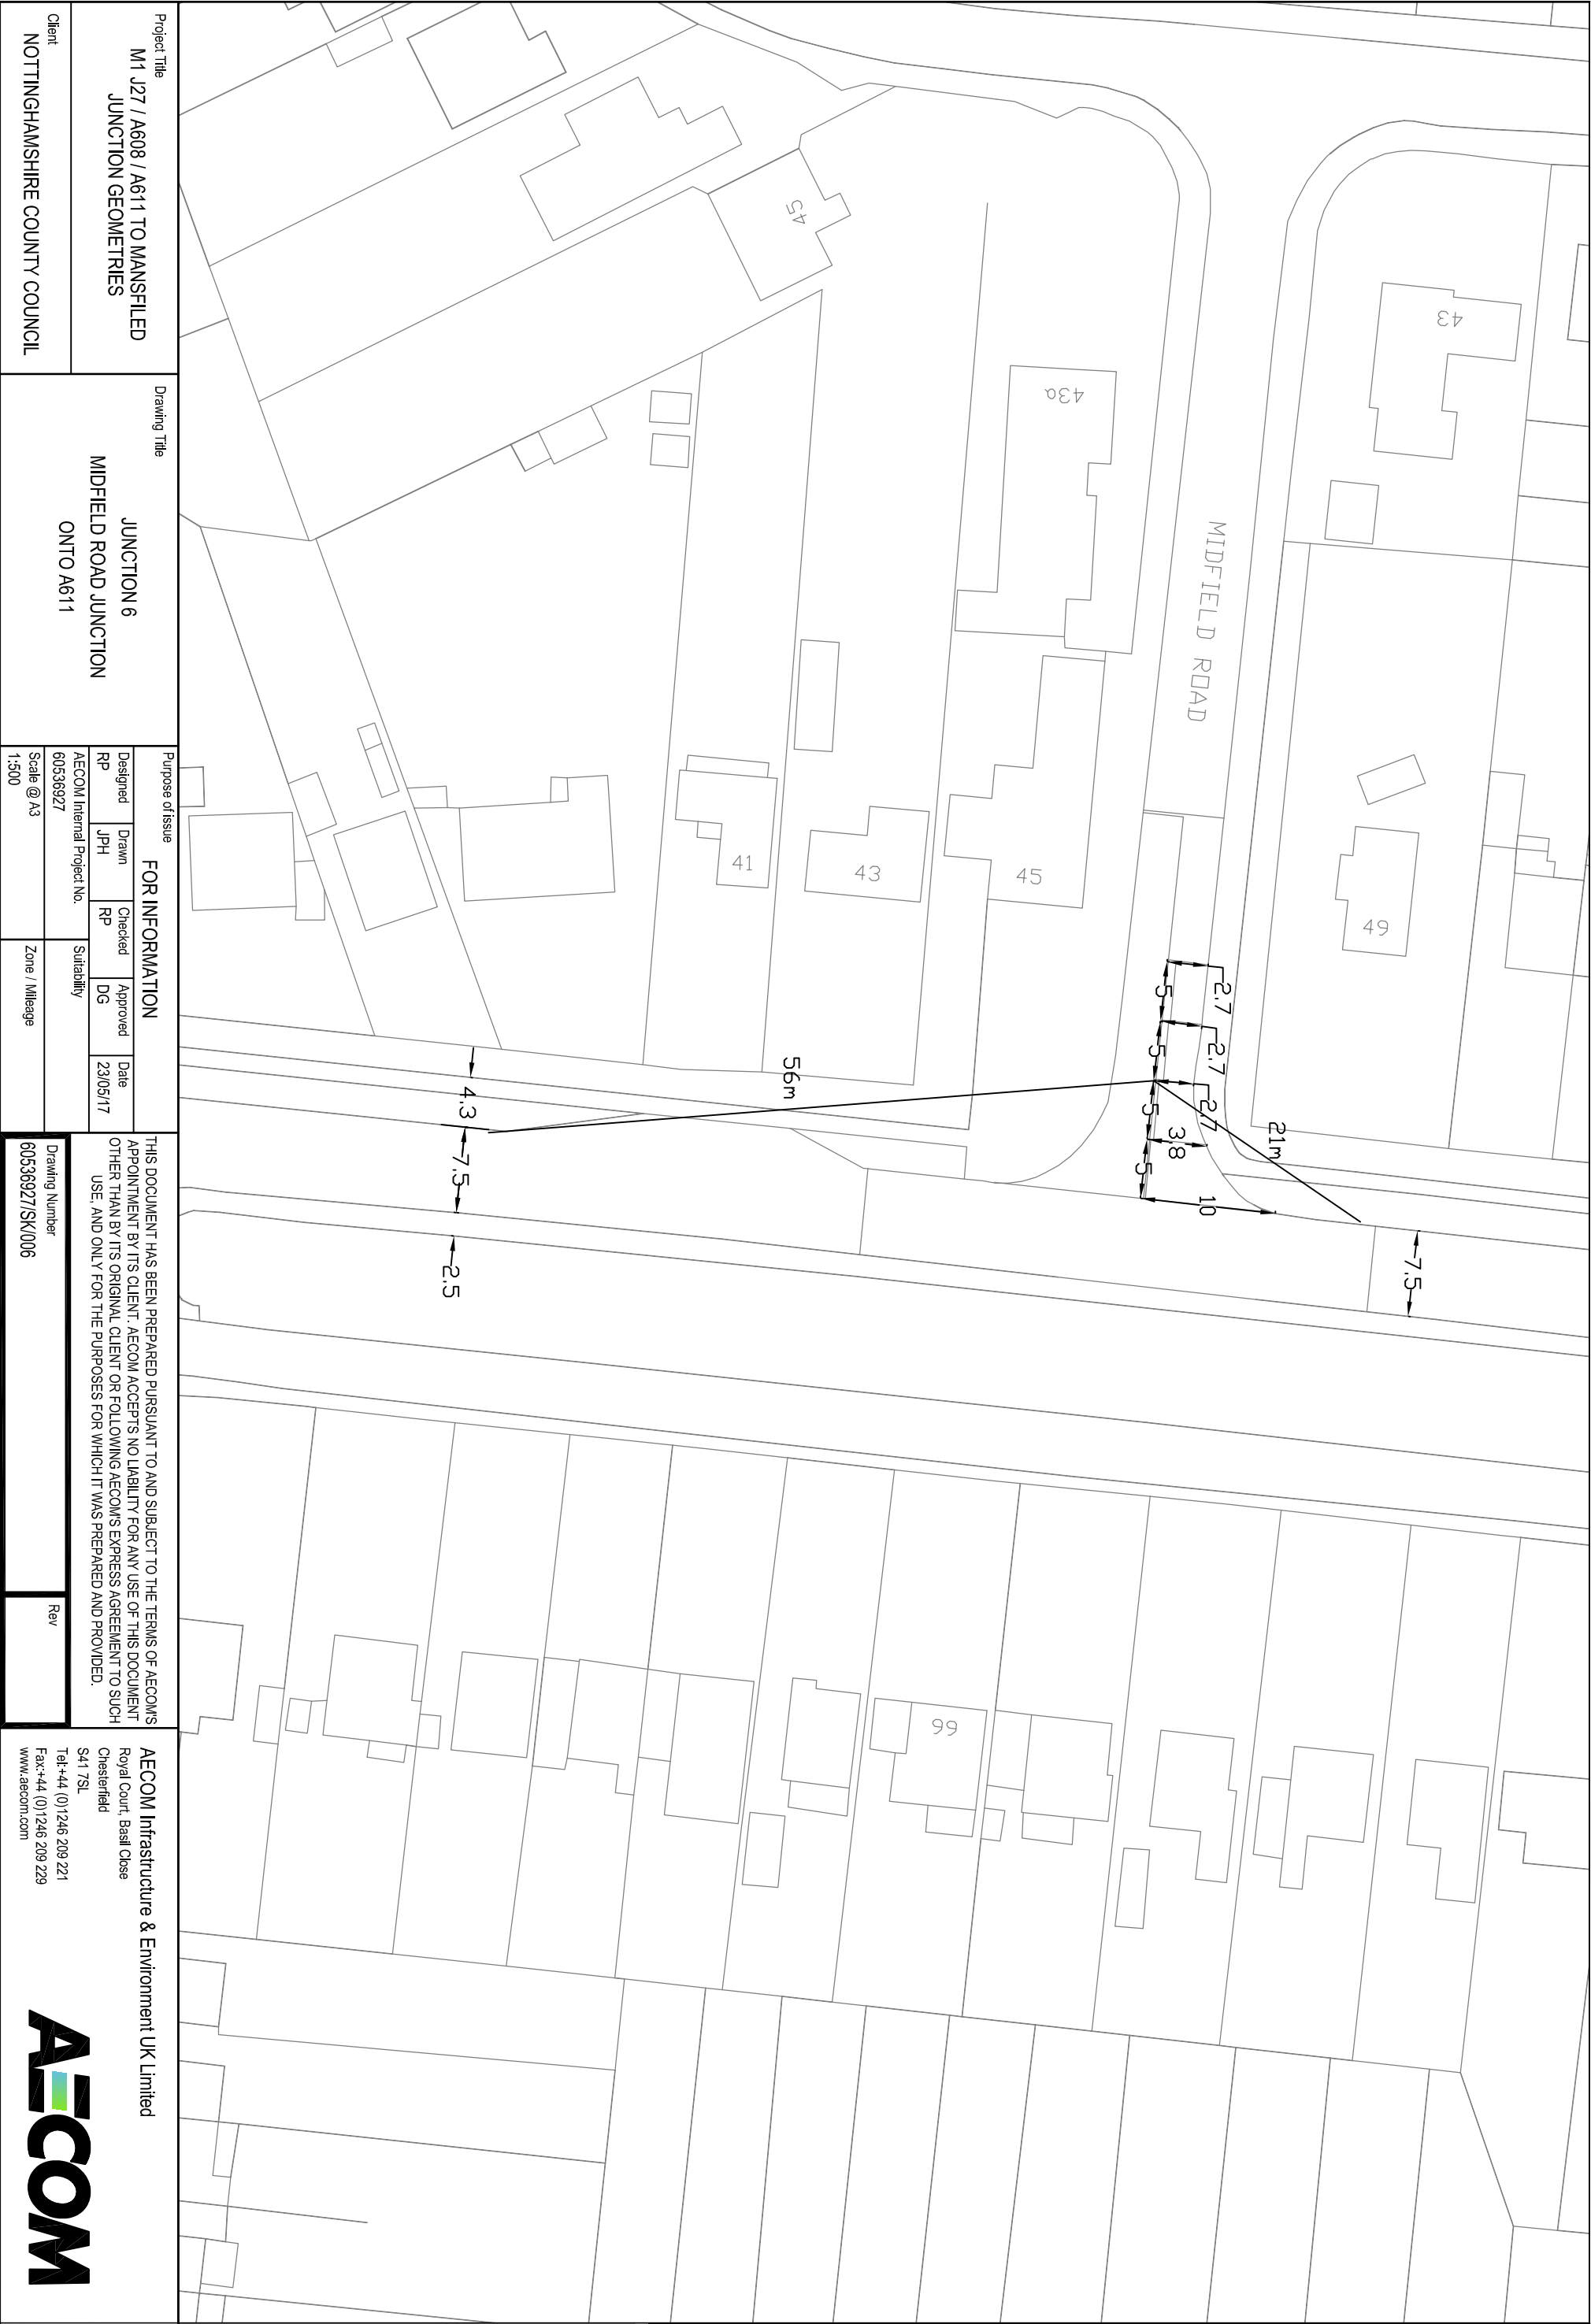 43
45
43a
MIDFIELD ROAD
49
45
43
41
2.7
2.7
2.7
3.8
10
5
5
5
5
21m
56m
7.5
4.3
7.5
2.5
99
Project Title
M1 J27 / A608 / A611 TO MANSFILED
JUNCTION GEOMETRIES
Client
NOTTINGHAMSHIRE COUNTY COUNCIL
Drawing Title
JUNCTION 6
MIDFIELD ROAD JUNCTION
ONTO A611
Purpose of issue
FOR INFORMATION
Designed
RP
Drawn
JPH
Checked
RP
Approved
DG
Date
23/05/17
AECOM Internal Project No.
60536927
Suitability
Scale @ A3
1:500
Zone / Mileage
THIS DOCUMENT HAS BEEN PREPARED PURSUANT TO AND SUBJECT TO THE TERMS OF AECOM'S
APPOINTMENT BY ITS CLIENT. AECOM ACCEPTS NO LIABILITY FOR ANY USE OF THIS DOCUMENT
OTHER THAN BY ITS ORIGINAL CLIENT OR FOLLOWING AECOM'S EXPRESS AGREEMENT TO SUCH
USE, AND ONLY FOR THE PURPOSES FOR WHICH IT WAS PREPARED AND PROVIDED.
Drawing Number
60536927/SK/006
Rev
AECOM Infrastructure & Environment UK Limited
Royal Court, Basil Close
Chesterfield
S41 7SL
Tel:+44 (0)1246 209 221
Fax:+44 (0)1246 209 229
www.aecom.com
AECOM